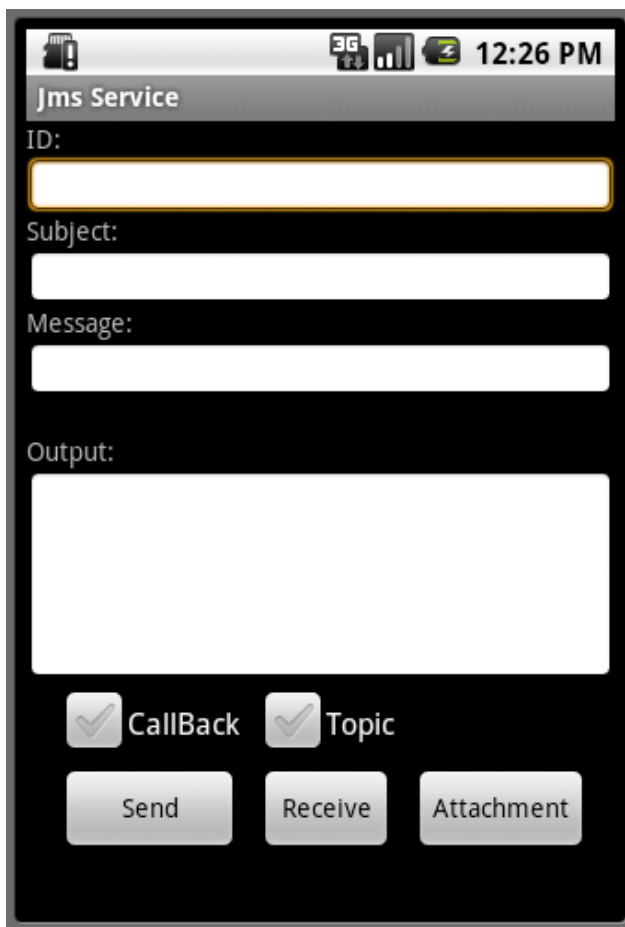 3G 12:26 PM
Jms Service
ID:
Subject:
Message:
Output:
CallBack Topic
Send Receive Attachment